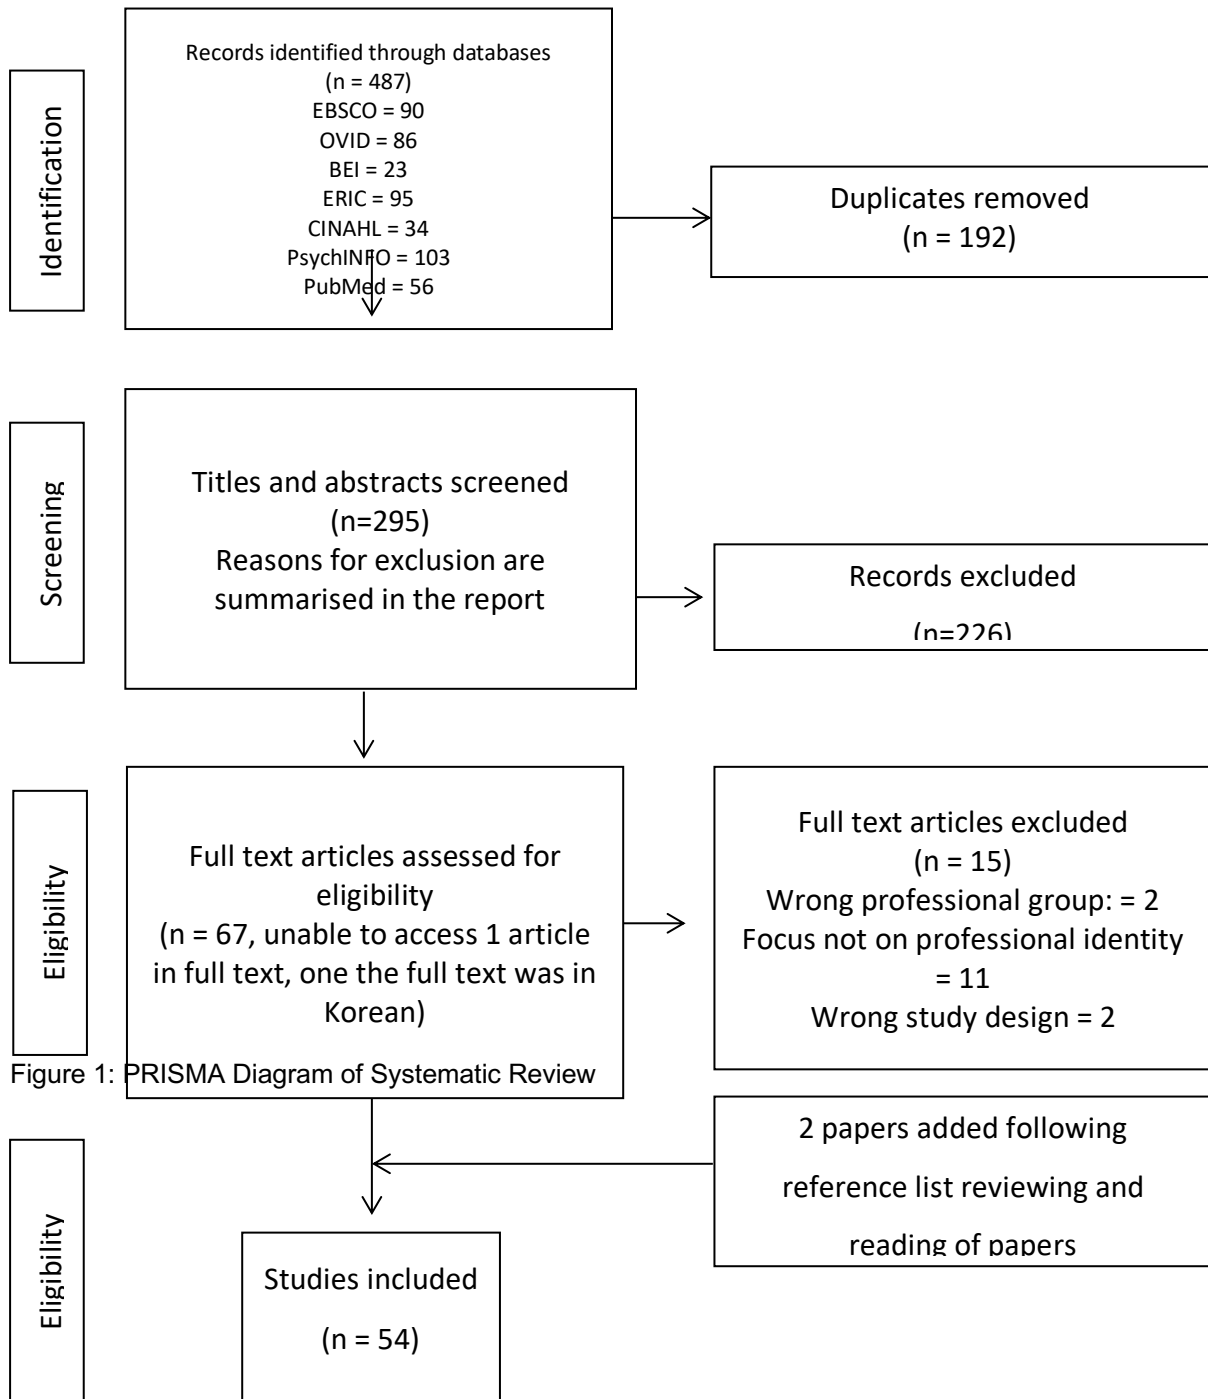 Identification
Records identified through databases
(n = 487)
EBSCO = 90
OVID = 86
BEI = 23
ERIC = 95
CINAHL = 34
PsychINFO = 103
PubMed = 56
Duplicates removed
(n = 192)
Screening
Titles and abstracts screened
(n=295)
Reasons for exclusion are
summarised in the report
Records excluded
(n=226)
Eligibility
Full text articles assessed for
eligibility
(n = 67, unable to access 1 article
in full text, one the full text was in
Korean)
Full text articles excluded
(n = 15)
Wrong professional group: = 2
Focus not on professional identity
= 11
Wrong study design = 2
Figure 1: PRISMA Diagram of Systematic Review
Eligibility
2 papers added following
reference list reviewing and
reading of papers
Studies included
(n = 54)